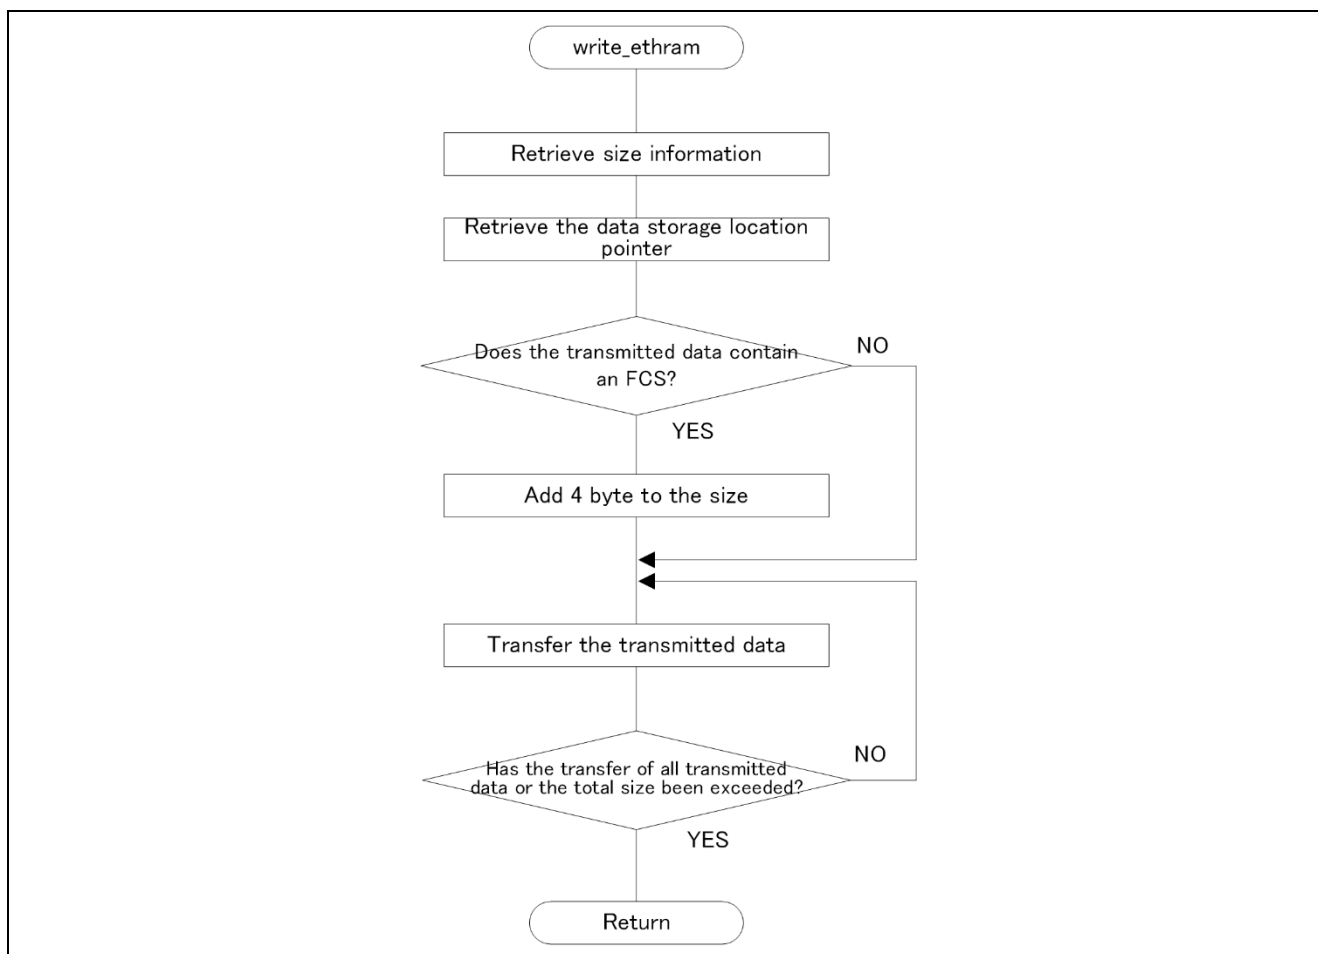 write_ethram
Retrieve size information
Retrieve the data storage location
pointer
Does the transmitted data contain
an FCS?
NO
YES
Add 4 byte to the size
Transfer the transmitted data
Has the transfer of all transmitted
data or the total size been exceeded?
NO
YES
Return